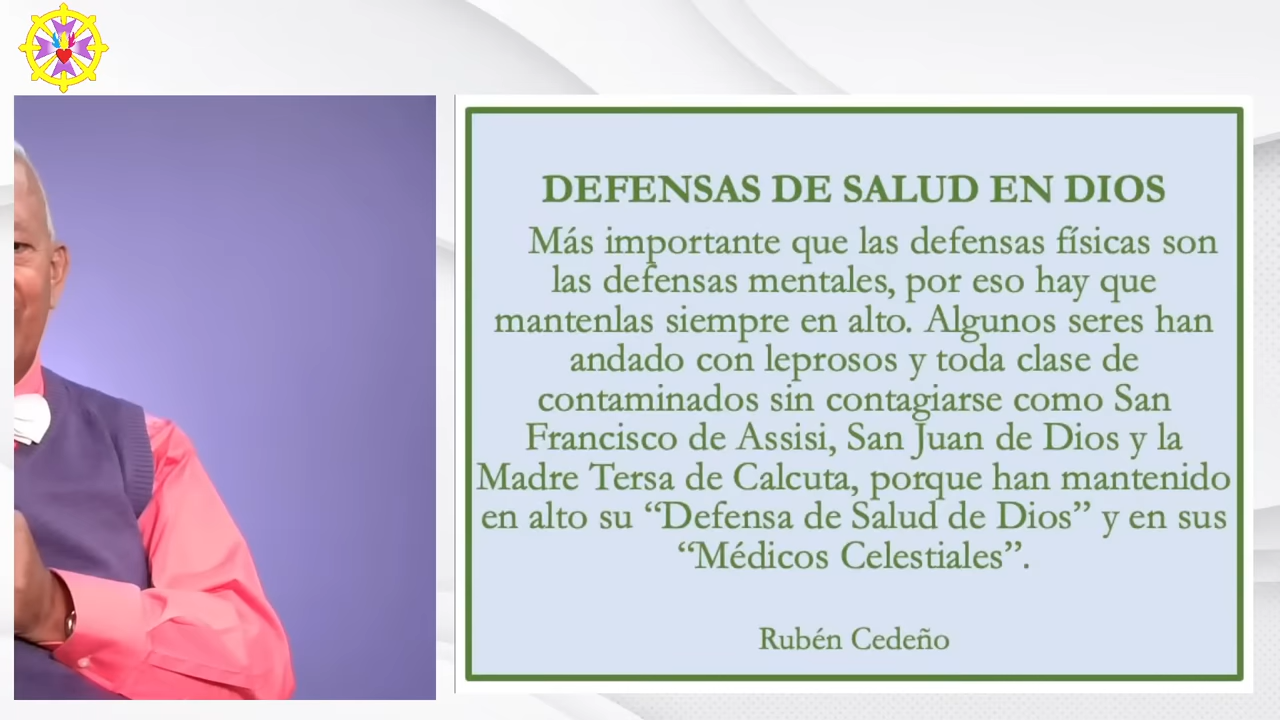 DEFENSAS DE SALUD EN DIOS
Más importante que las defensas físicas son
las defensas mentales, por eso hay que
mantenlas siempre en alto. Algunos seres han
andado con leprosos y toda clase de
contaminados sin contagiarse como San
Francisco de Assisi, San Juan de Dios y la
Madre Tersa de Calcuta, porque han mantenido
en alto su “Defensa de Salud de Dios” y en sus
“Médicos Celestiales”.
Rubén Cedeño